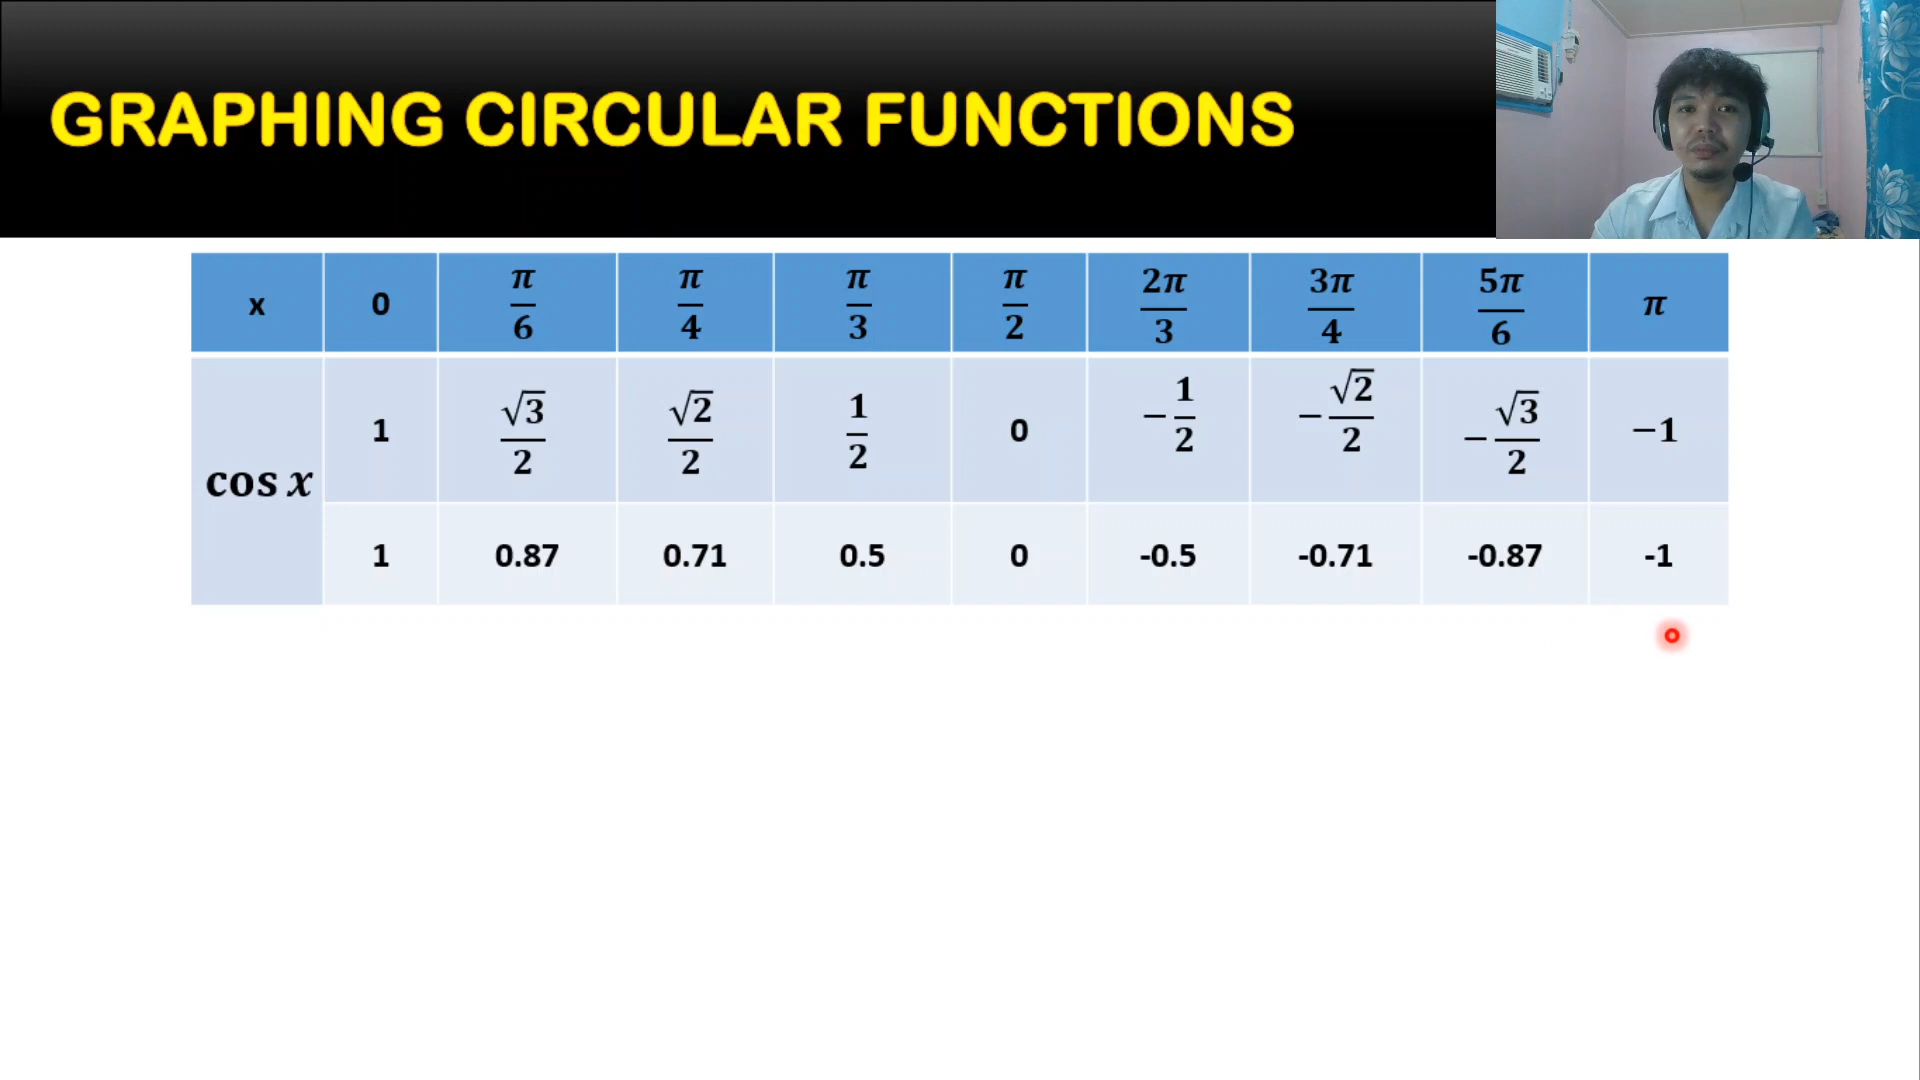 GRAPHING CIRCULAR FUNCTIONS
x 0 π/6 π/4 π/3 π/2 2π/3 3π/4 5π/6 π
cos x 1 √3/2 √2/2 1/2 0 −1/2 −√2/2 −√3/2 −1
1 0.87 0.71 0.5 0 -0.5 -0.71 -0.87 -1